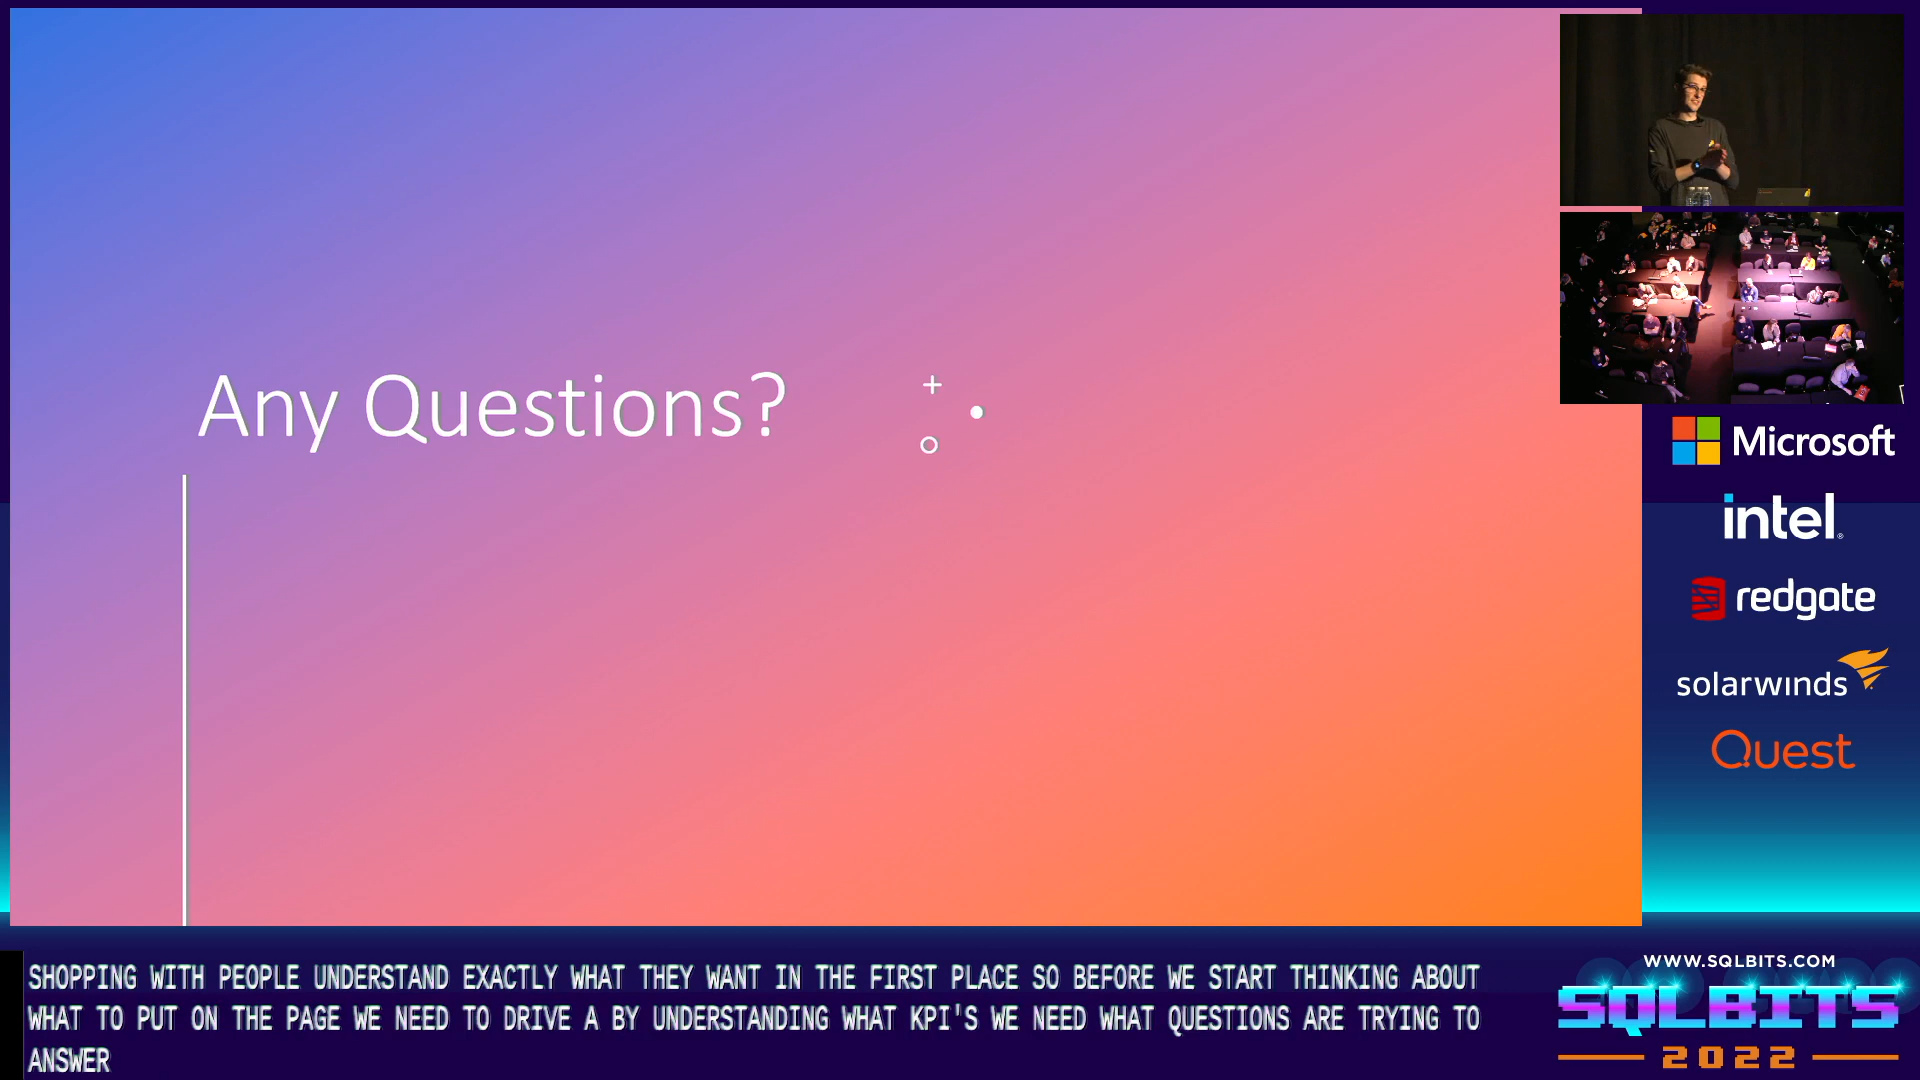 Any Questions?
Microsoft
intel
redgate
solarwinds
Quest
SHOPPING WITH PEOPLE UNDERSTAND EXACTLY WHAT THEY WANT IN THE FIRST PLACE SO BEFORE WE START THINKING ABOUT
WHAT TO PUT ON THE PAGE WE NEED TO DRIVE A BY UNDERSTANDING WHAT KPI'S WE NEED WHAT QUESTIONS ARE TRYING TO
ANSWER
WWW.SQLBITS.COM
SQLBITS
2022